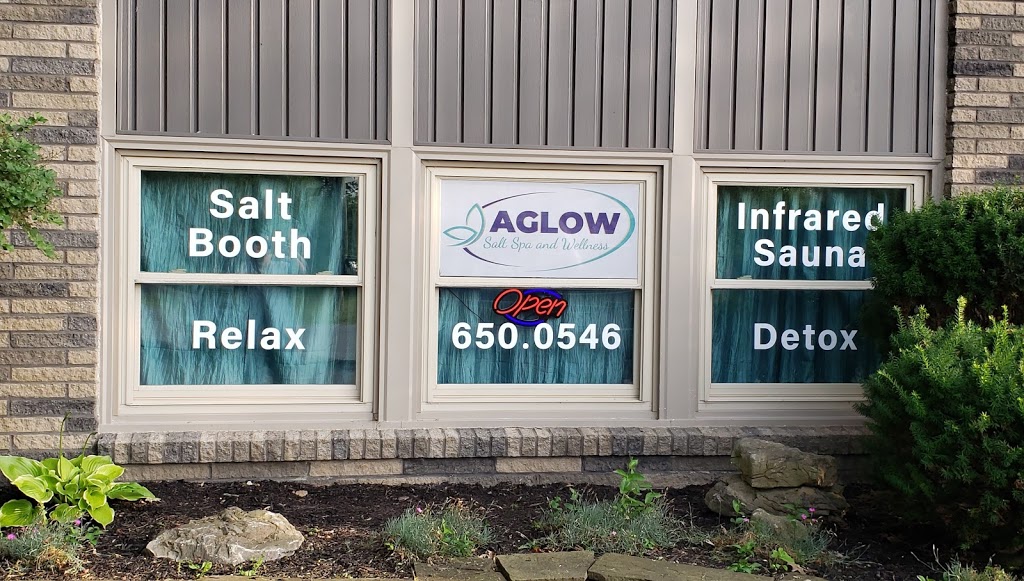 Salt
Booth
Relax
AGLOW
Salt Spa and Wellness
Open
650.0546
Infrared
Sauna
Detox